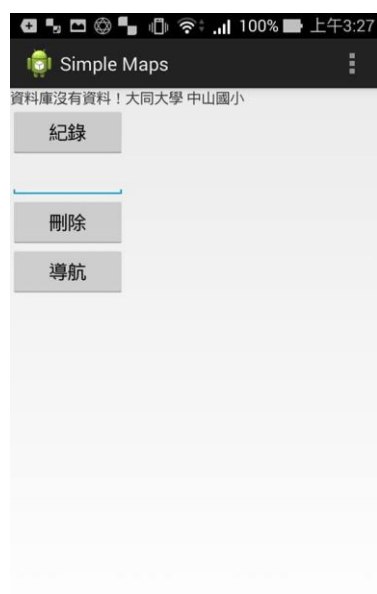 100% 上午3:27
Simple Maps
資料庫沒有資料！大同大學 中山國小
紀錄
刪除
導航